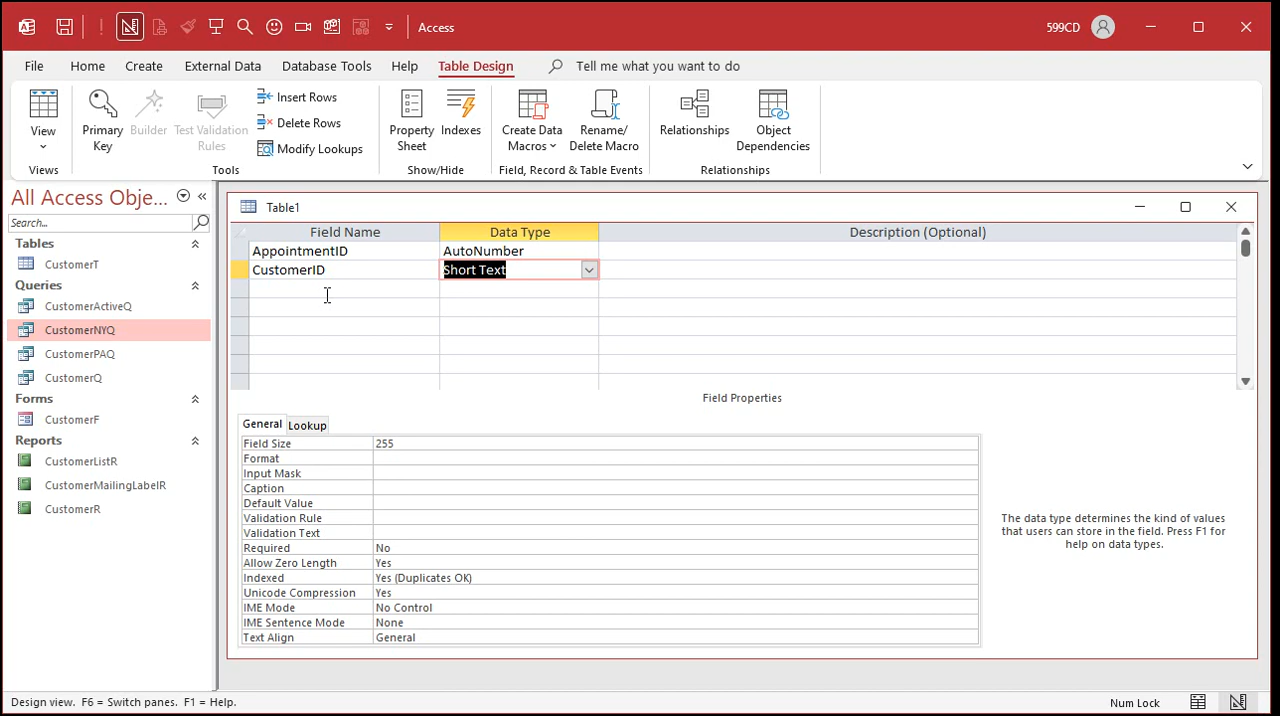 Access
599CD
File Home Create External Data Database Tools Help Table Design Tell me what you want to do
View
Views
Primary Key
Builder
Test Validation Rules
Insert Rows
Delete Rows
Modify Lookups
Tools
Property Sheet
Indexes
Show/Hide
Create Data Macros
Rename/ Delete Macro
Field, Record & Table Events
Relationships
Object Dependencies
Relationships
All Access Obje...
Search...
Tables
CustomerT
Queries
CustomerActiveQ
CustomerNYQ
CustomerPAQ
CustomerQ
Forms
CustomerF
Reports
CustomerListR
CustomerMailingLabelR
CustomerR
Table1
Field Name Data Type Description (Optional)
AppointmentID AutoNumber
CustomerID Short Text
Field Properties
General Lookup
Field Size 255
Format
Input Mask
Caption
Default Value
Validation Rule
Validation Text
Required No
Allow Zero Length Yes
Indexed Yes (Duplicates OK)
Unicode Compression Yes
IME Mode No Control
IME Sentence Mode None
Text Align General
The data type determines the kind of values
that users can store in the field. Press F1 for
help on data types.
Design view. F6 = Switch panes. F1 = Help.
Num Lock